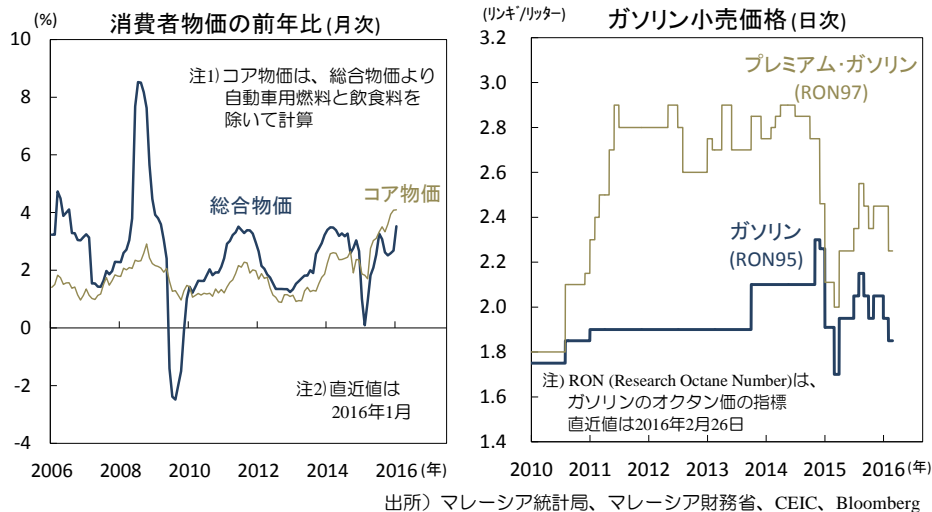 消費者物価の前年比 (月次)
(%)
10
8
6
4
2
0
-2
-4
注1) コア物価は、総合物価より
自動車用燃料と飲食料を
除いて計算
総合物価
コア物価
注2) 直近値は
2016年1月
2006
2008
2010
2012
2014
2016 (年)
ガソリン小売価格 (日次)
(リンギ/リッター)
3.2
3.0
2.8
2.6
2.4
2.2
2.0
1.8
1.6
1.4
プレミアム・ガソリン
(RON97)
ガソリン
(RON95)
注) RON (Research Octane Number)は、
ガソリンのオクタン価の指標
直近値は2016年2月26日
2010
2011
2012
2013
2014
2015
2016 (年)
出所）マレーシア統計局、マレーシア財務省、CEIC、Bloomberg